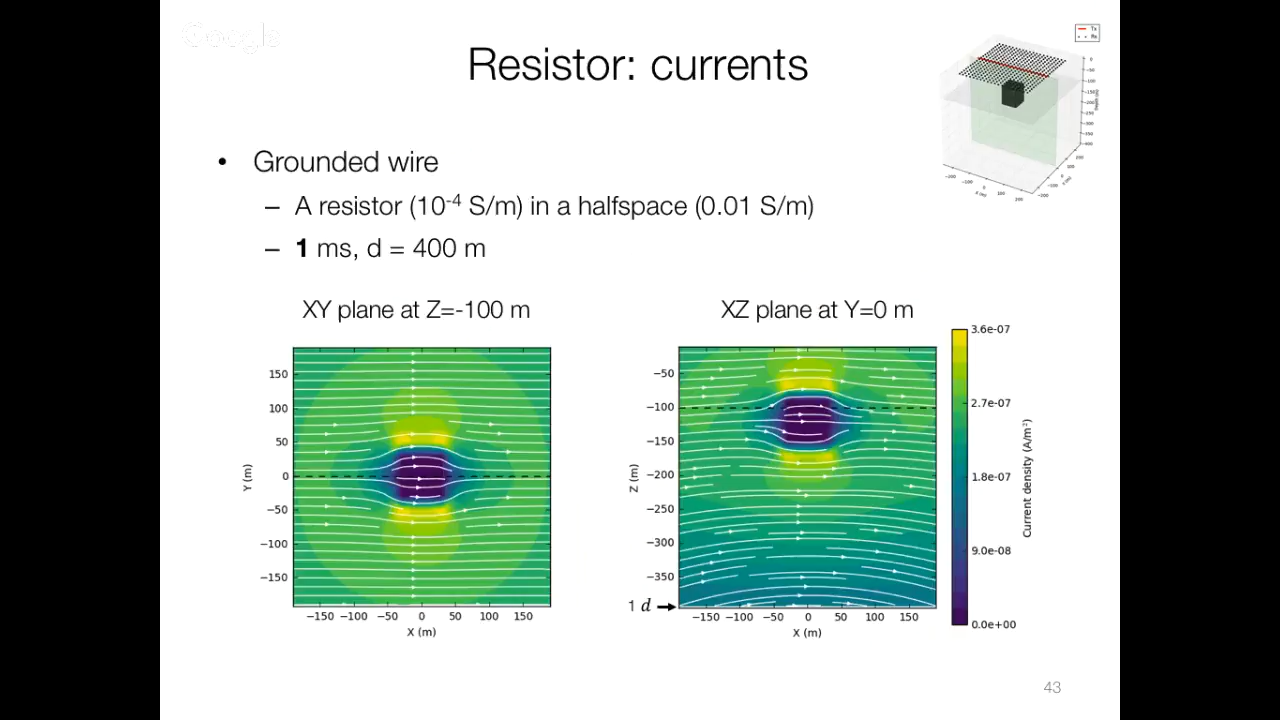 Google
Resistor: currents
Tx
Rx
• Grounded wire
– A resistor (10⁻⁴ S/m) in a halfspace (0.01 S/m)
– 1 ms, d = 400 m
XY plane at Z=-100 m
XZ plane at Y=0 m
150
100
50
0
−50
−100
−150
Y (m)
−150 −100 −50 0 50 100 150
X (m)
−50
−100
−150
−200
−250
−300
−350
Z (m)
1 d
−150 −100 −50 0 50 100 150
X (m)
3.6e-07
2.7e-07
1.8e-07
9.0e-08
0.0e+00
Current density (A/m²)
43